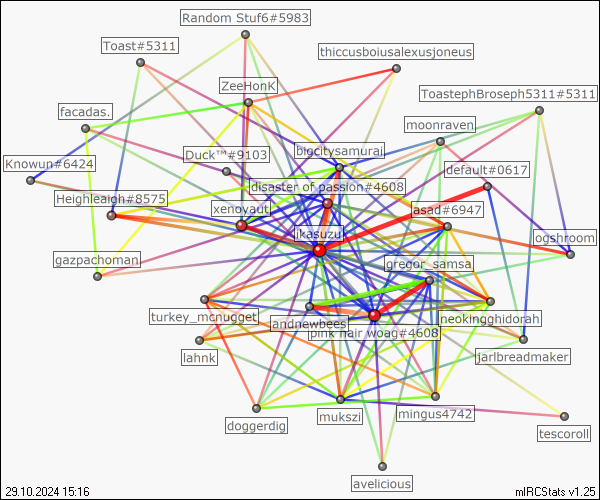 Random Stuf6#5983
Toast#5311
thiccusboiusalexusjoneus
ZeeHonK
ToastephBroseph5311#5311
facadas.
moonraven
Duck™#9103
bigcitysamurai
Knowun#6424
default#0617
disaster of passion#4608
Heighleaigh#8575
xenoyaut
asad#6947
jikasuzu
ogshroom
gazpachoman
gregor_samsa
turkey_mcnugget
andnewbees
neokingghidorah
pink hair woag#4608
lahnk
jarlbreadmaker
mingus4742
mukszi
doggerdig
tescoroll
avelicious
29.10.2024 15:16
mIRCStats v1.25